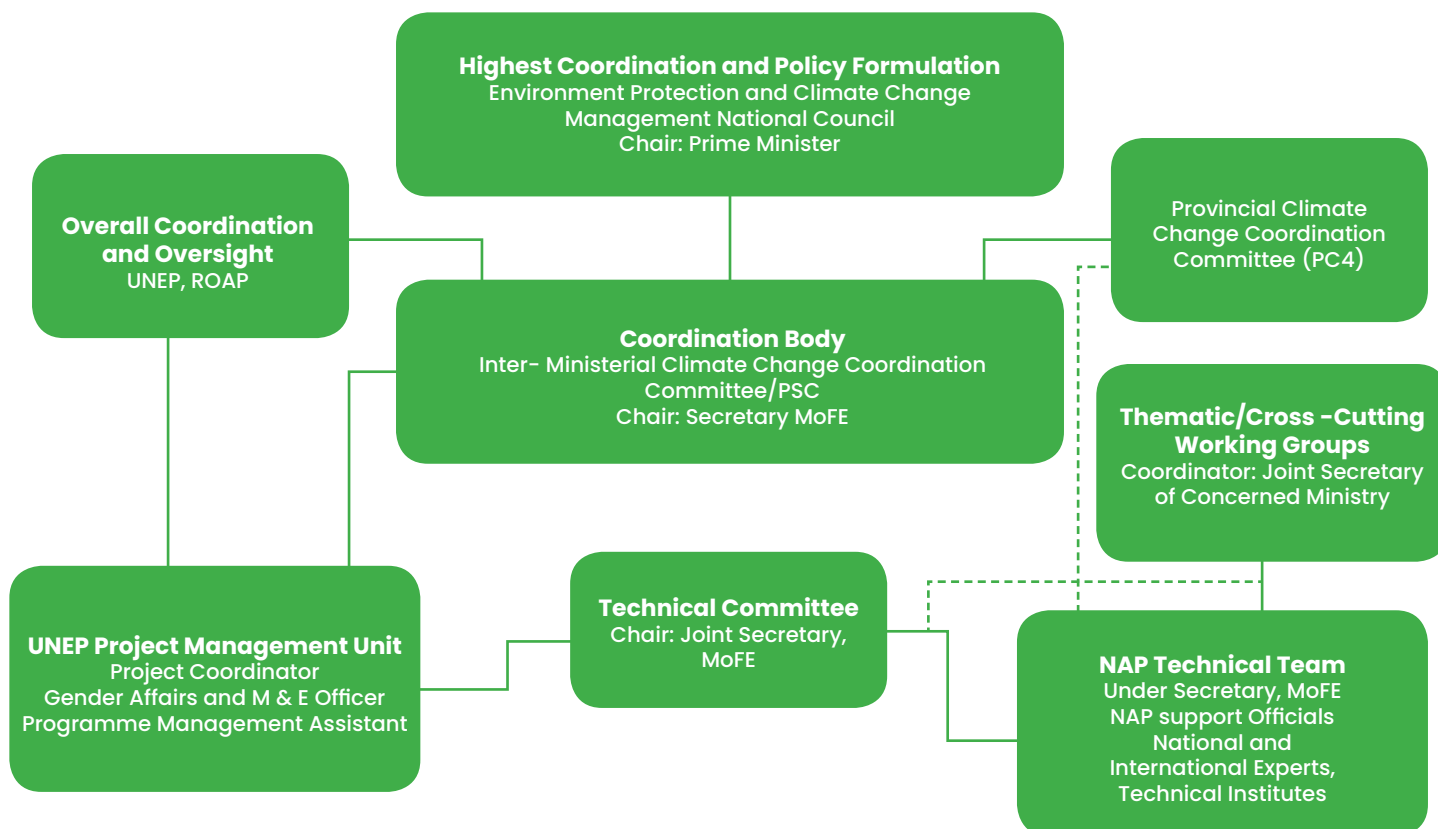 Highest Coordination and Policy Formulation
Environment Protection and Climate Change
Management National Council
Chair: Prime Minister
Overall Coordination
and Oversight
UNEP, ROAP
Provincial Climate
Change Coordination
Committee (PC4)
Coordination Body
Inter- Ministerial Climate Change Coordination
Committee/PSC
Chair: Secretary MoFE
Thematic/Cross -Cutting
Working Groups
Coordinator: Joint Secretary
of Concerned Ministry
UNEP Project Management Unit
Project Coordinator
Gender Affairs and M & E Officer
Programme Management Assistant
Technical Committee
Chair: Joint Secretary,
MoFE
NAP Technical Team
Under Secretary, MoFE
NAP support Officials
National and
International Experts,
Technical Institutes